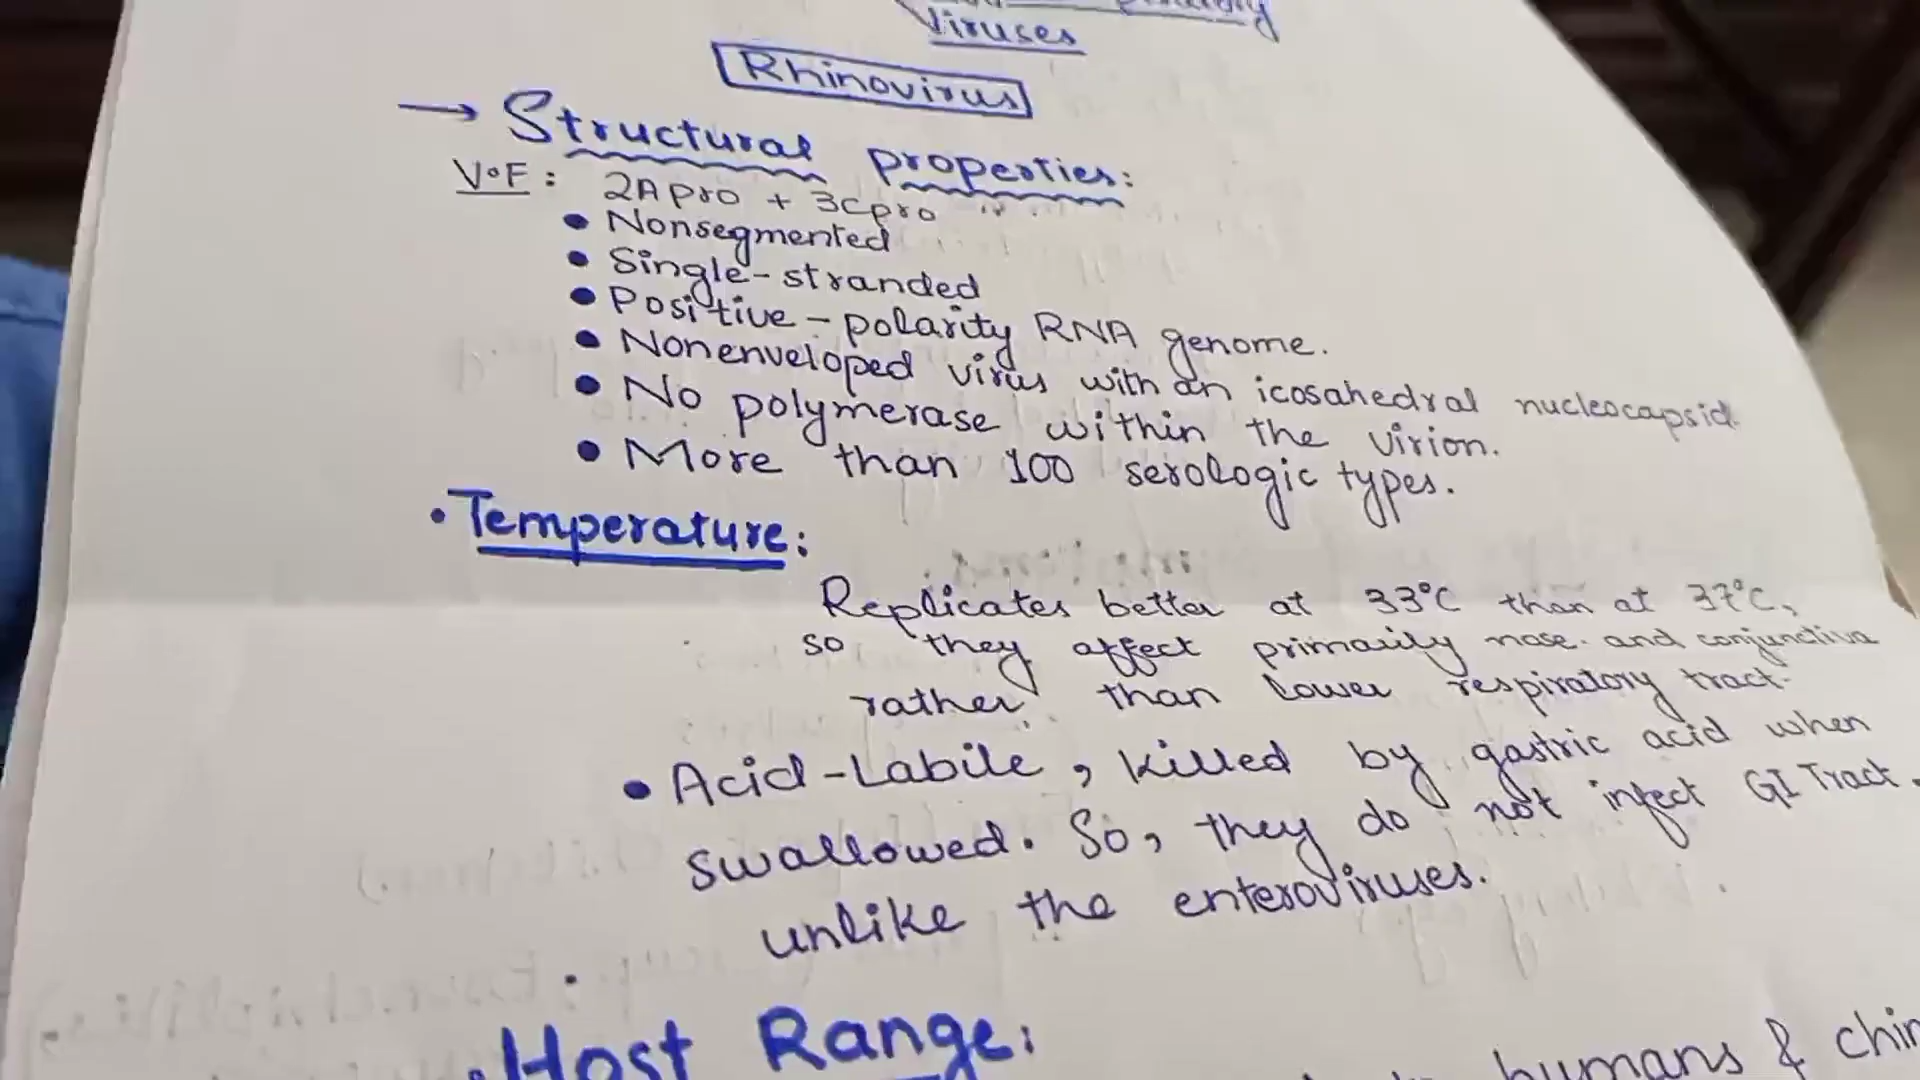 Viruses
Rhinovirus
→ Structural properties:
V.F: 2Apro + 3Cpro
• Nonsegmented
• Single-stranded
• Positive-polarity RNA genome.
• Nonenveloped virus with an icosahedral nucleocapsid.
• No polymerase within the virion.
• More than 100 serologic types.
• Temperature:
Replicates better at 33°C than at 37°C,
so they affect primarily nose and conjunctiva
rather than lower respiratory tract.
• Acid-Labile, killed by gastric acid when
swallowed. So, they do not infect GI Tract.
unlike the enteroviruses.
• Host Range:
humans & chim